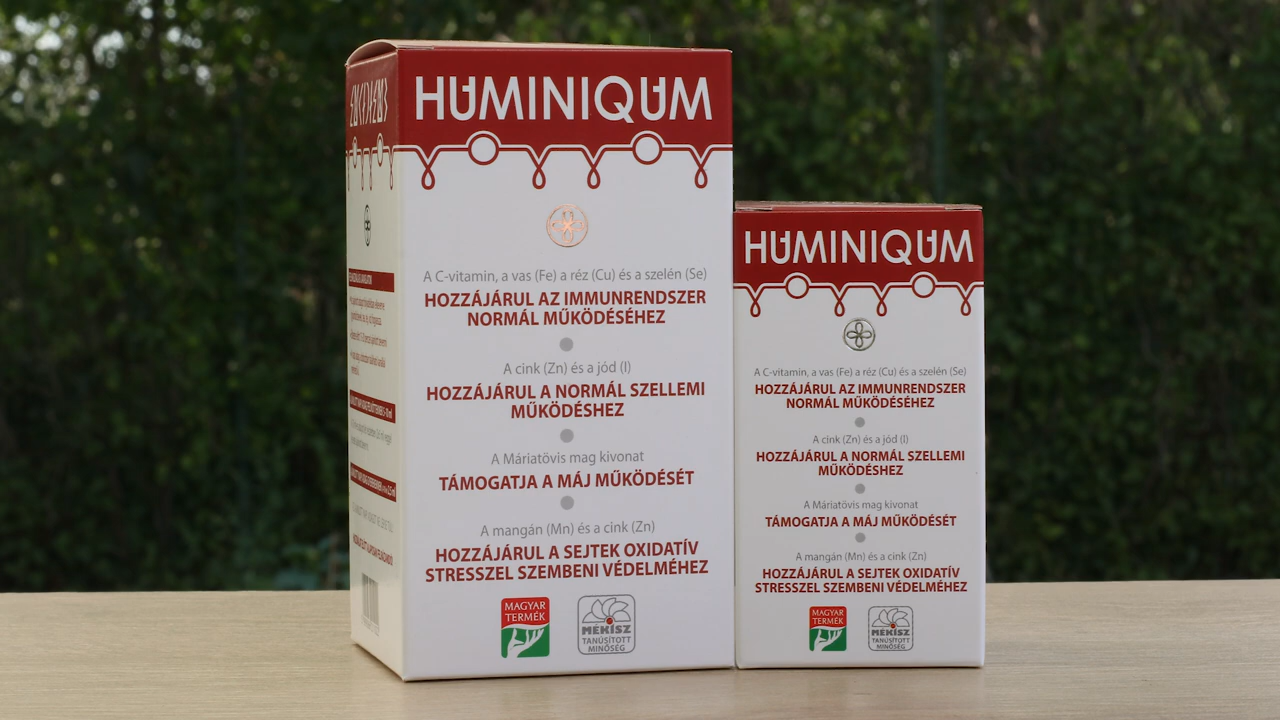 HUMINIQUM
A C-vitamin, a vas (Fe) a réz (Cu) és a szelén (Se)
HOZZÁJÁRUL AZ IMMUNRENDSZER
NORMÁL MŰKÖDÉSÉHEZ
A cink (Zn) és a jód (I)
HOZZÁJÁRUL A NORMÁL SZELLEMI
MŰKÖDÉSHEZ
A Máriatövis mag kivonat
TÁMOGATJA A MÁJ MŰKÖDÉSÉT
A mangán (Mn) és a cink (Zn)
HOZZÁJÁRUL A SEJTEK OXIDATÍV
STRESSZEL SZEMBENI VÉDELMÉHEZ
MAGYAR
TERMÉK
MÉKISZ
TANÚSÍTOTT
MINŐSÉG
HUMINIQUM
A C-vitamin, a vas (Fe) a réz (Cu) és a szelén (Se)
HOZZÁJÁRUL AZ IMMUNRENDSZER
NORMÁL MŰKÖDÉSÉHEZ
A cink (Zn) és a jód (I)
HOZZÁJÁRUL A NORMÁL SZELLEMI
MŰKÖDÉSHEZ
A Máriatövis mag kivonat
TÁMOGATJA A MÁJ MŰKÖDÉSÉT
A mangán (Mn) és a cink (Zn)
HOZZÁJÁRUL A SEJTEK OXIDATÍV
STRESSZEL SZEMBENI VÉDELMÉHEZ
MAGYAR
TERMÉK
MÉKISZ
TANÚSÍTOTT
MINŐSÉG